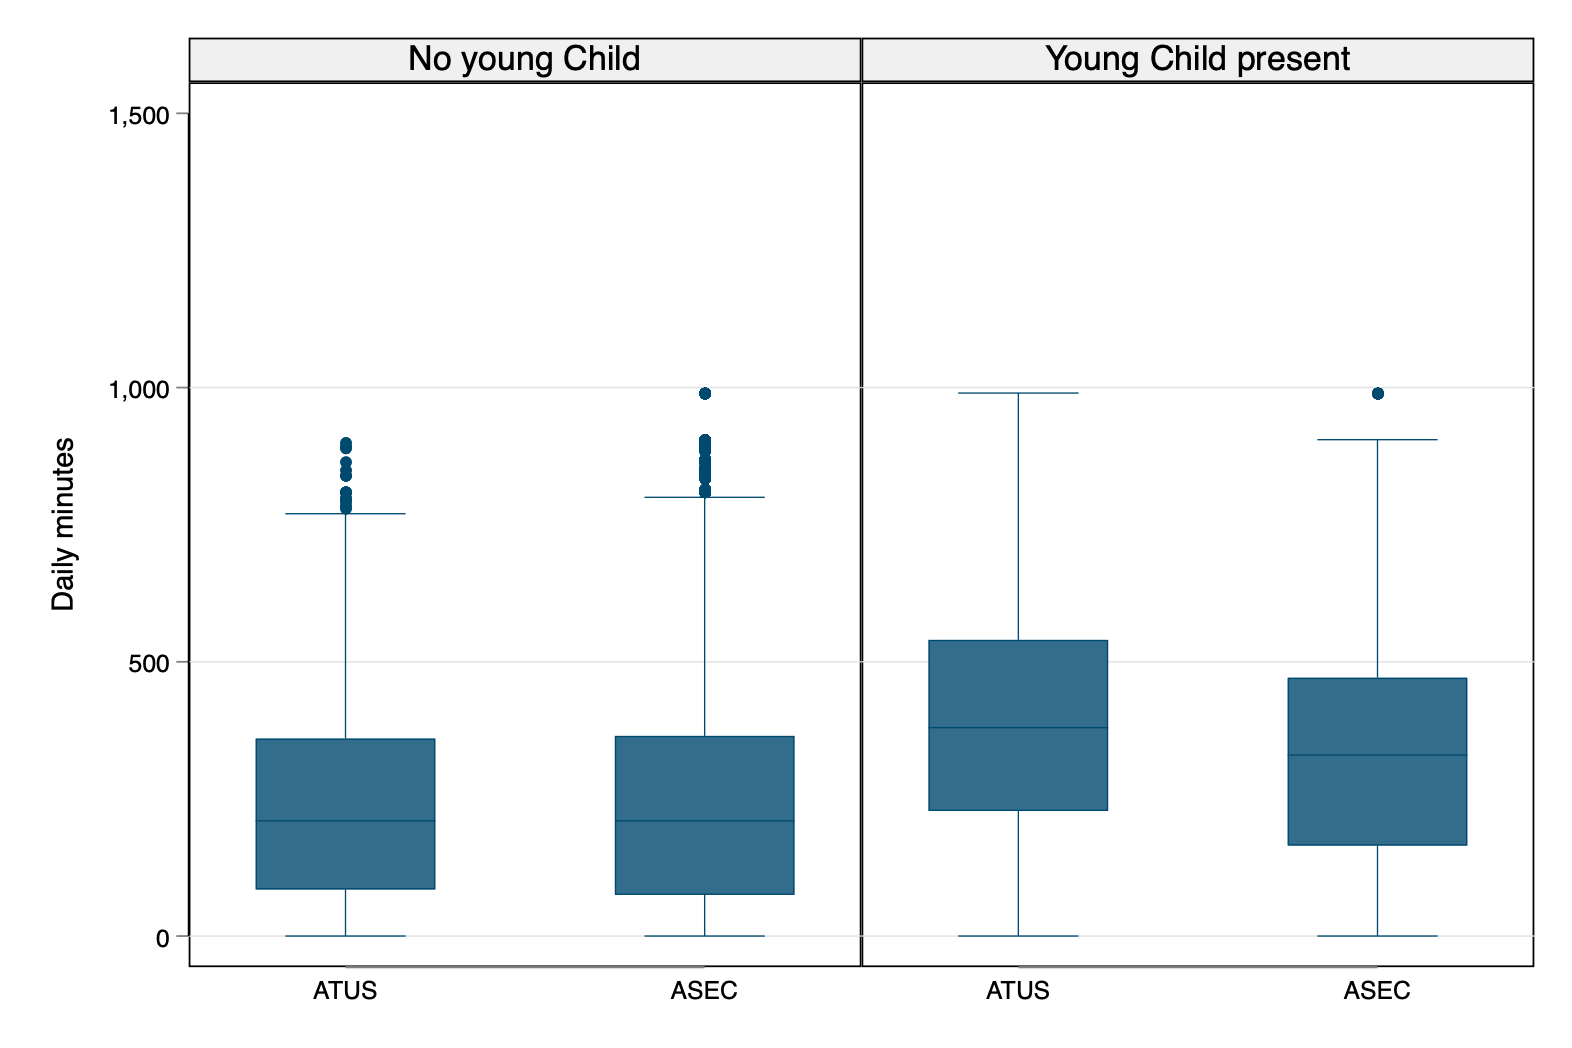 No young Child
Young Child present
1,500
1,000
500
0
Daily minutes
ATUS
ASEC
ATUS
ASEC